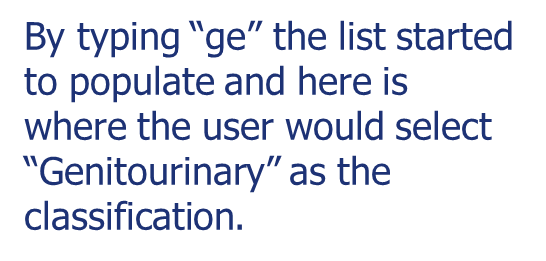 By typing “ge” the list started
to populate and here is
where the user would select
“Genitourinary” as the
classification.